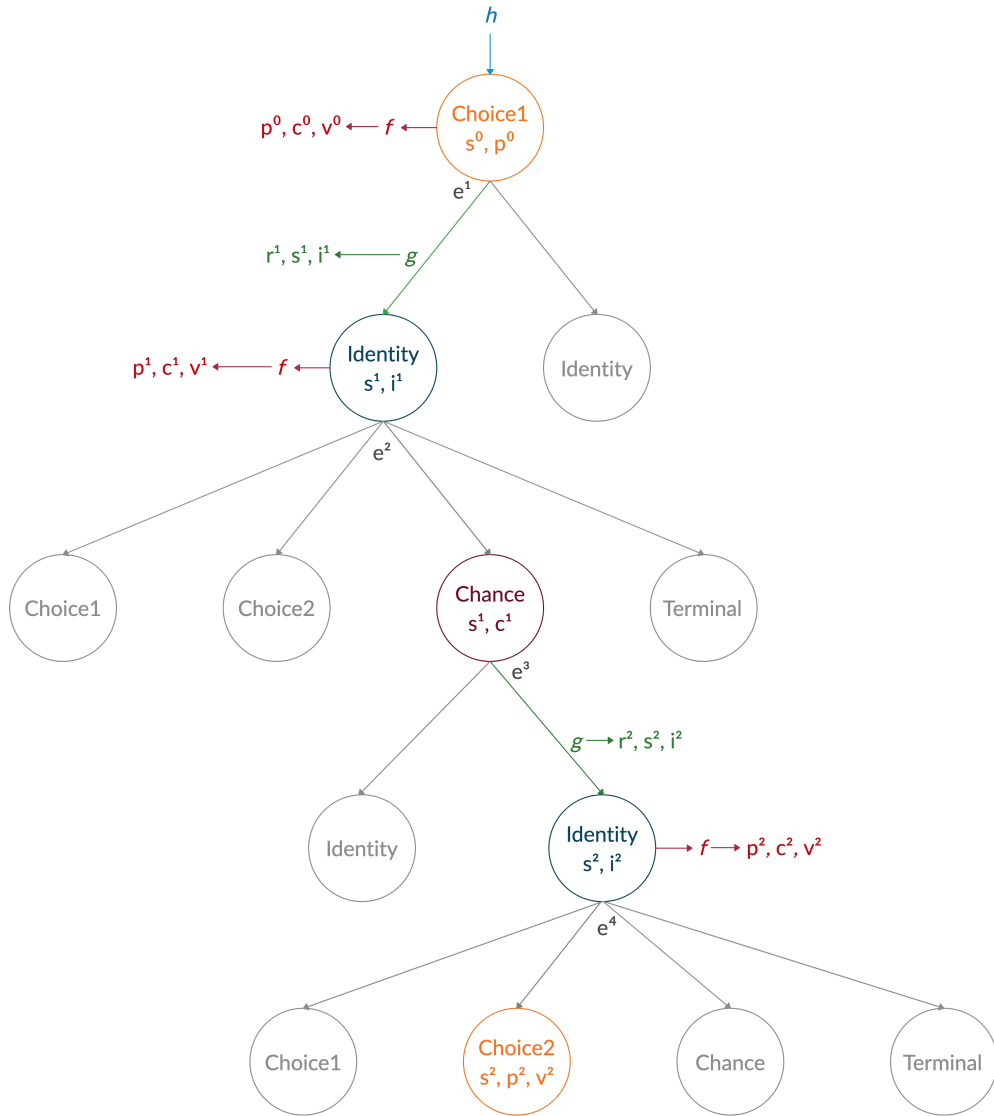 h
Choice1
p⁰, c⁰, v⁰ f s⁰, p⁰
e¹
r¹, s¹, i¹ g
Identity
p¹, c¹, v¹ f s¹, i¹ Identity
e²
Choice1 Choice2 Chance Terminal
s¹, c¹
e³
g r², s², i²
Identity Identity
s², i² f p², c², v²
e⁴
Choice1 Choice2 Chance Terminal
s², p², v²